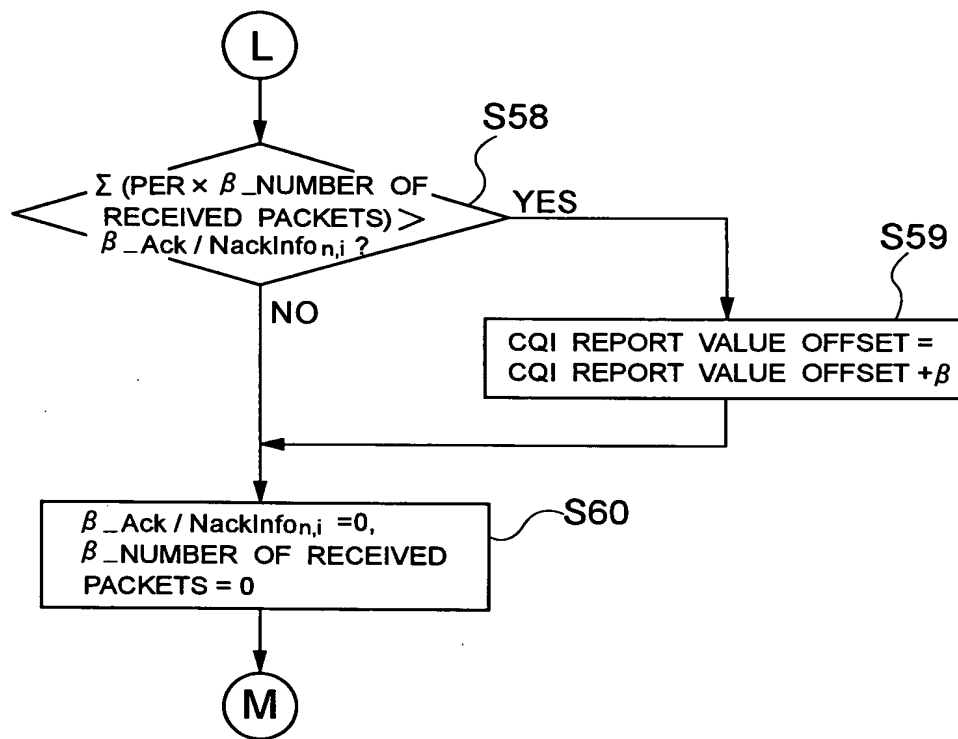 L
S58
Σ (PER × β_NUMBER OF
RECEIVED PACKETS) >
β_Ack / NackInfon,i ?
YES
NO
S59
CQI REPORT VALUE OFFSET =
CQI REPORT VALUE OFFSET +β
S60
β_Ack / NackInfon,i =0,
β_NUMBER OF RECEIVED
PACKETS = 0
M